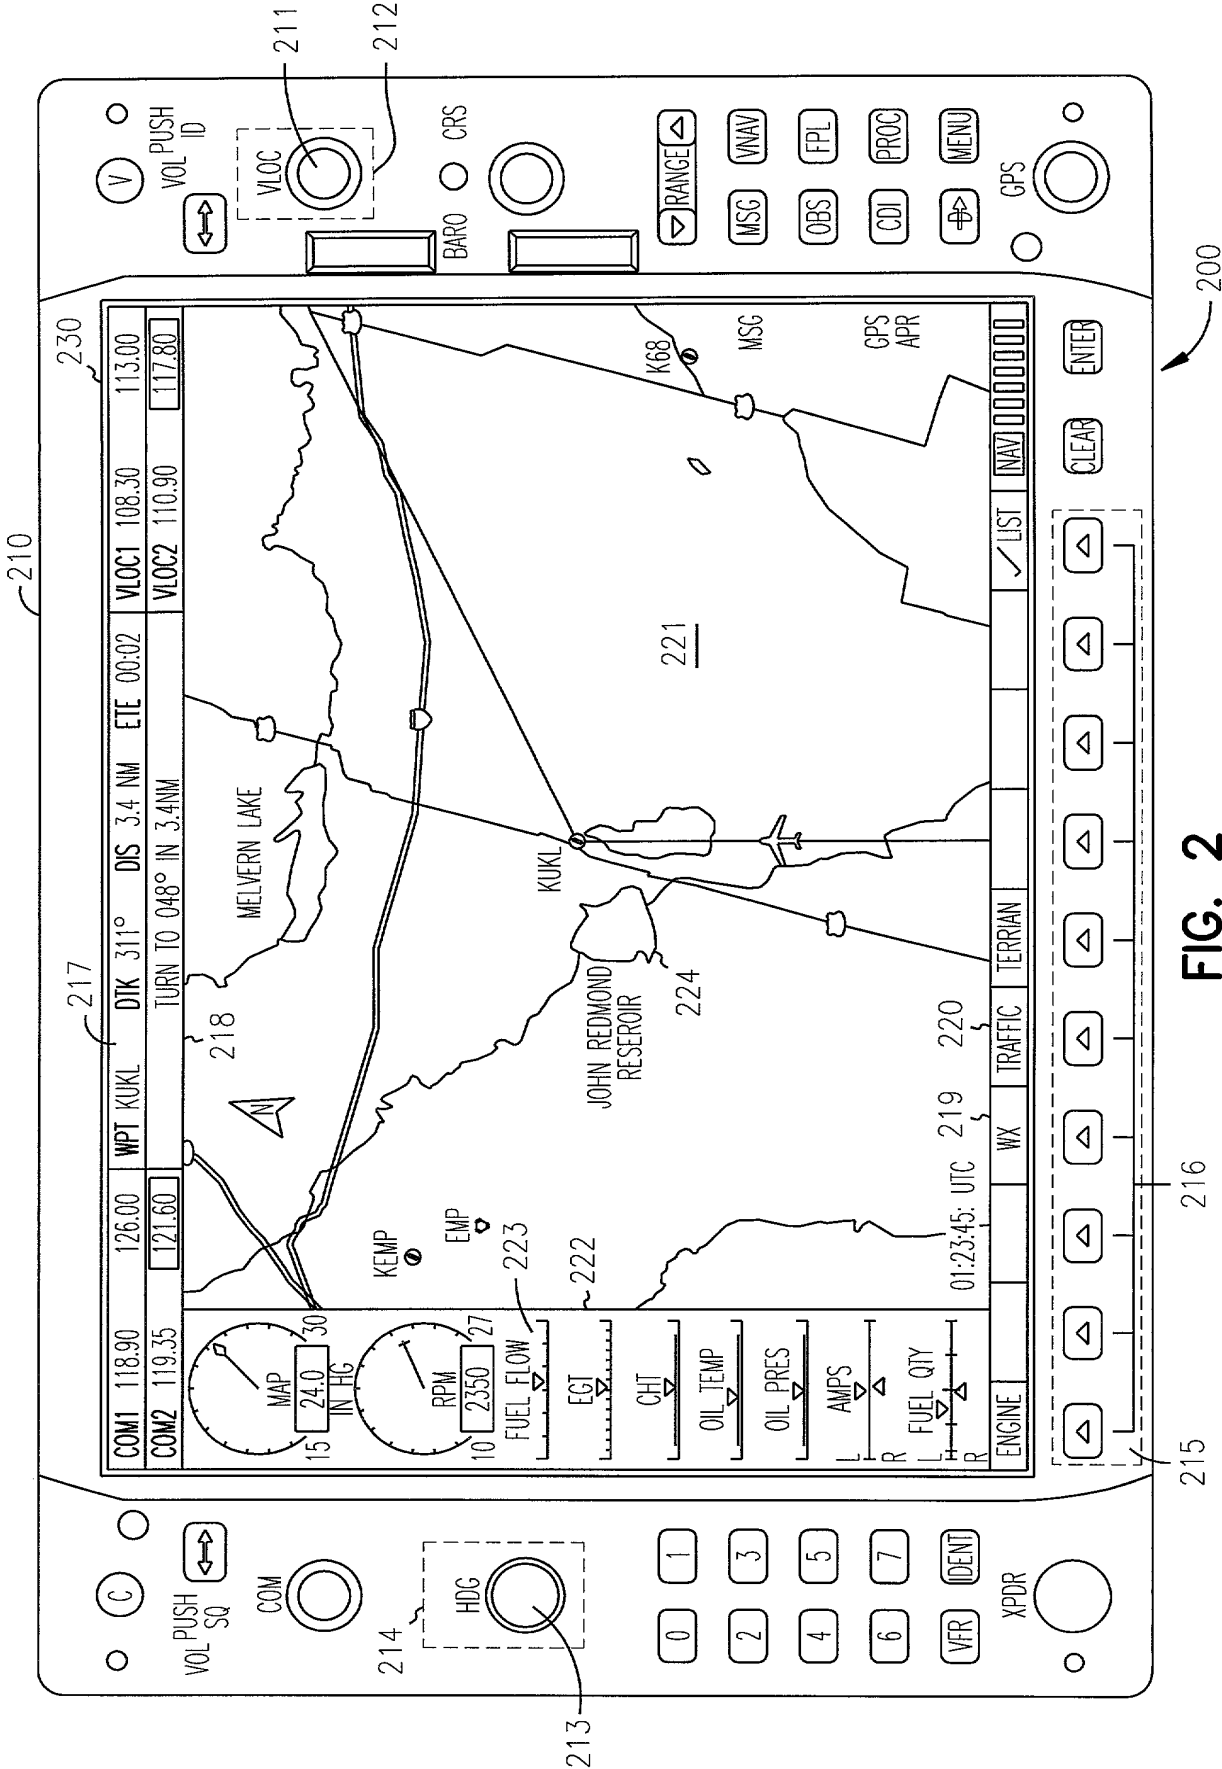 210
230
217
211
212
C
VOL PUSH
SQ
COM1 118.90 126.00 WPT KUKL DTK 311° DIS 3.4 NM ETE 00:02 VLOC1 108.30 113.00
COM2 119.35 121.60 TURN TO 048° IN 3.4NM VLOC2 110.90 117.80
V
VOL PUSH
ID
218
COM
VLOC
MAP
24.0
IN HG
15
30
N
MELVERN LAKE
214
HDG
213
RPM
2350
10
27
KEMP
EMP
BARO
CRS
FUEL FLOW
223
EGT
222
CHT
OIL TEMP
OIL PRES
AMPS
L
R
FUEL QTY
L
R
KUKL
JOHN REDMOND
RESEROIR
224
221
K68
MSG
GPS
APR
0
1
2
3
4
5
6
7
VFR
IDENT
XPDR
RANGE
MSG
VNAV
OBS
FPL
CDI
PROC
D
MENU
GPS
01:23:45: UTC
219
220
ENGINE WX TRAFFIC TERRIAN LIST NAV
CLEAR
ENTER
215
216
200
FIG. 2